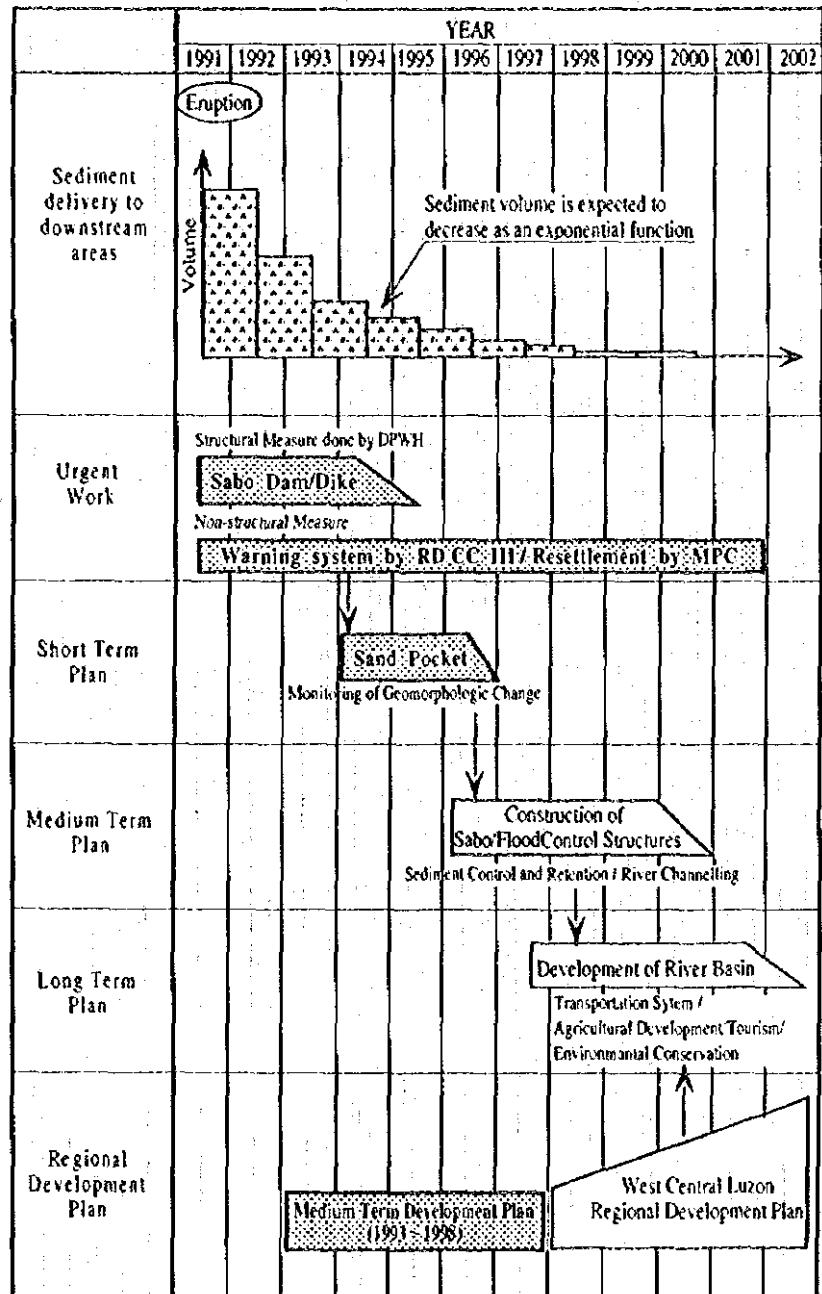 YEAR
1991 1992 1993 1994 1995 1996 1997 1998 1999 2000 2001 2002
Eruption
Sediment
delivery to
downstream
areas
Volume
Sediment volume is expected to
decrease as an exponential function
Urgent
Work
Structural Measure done by DPWH
Sabo Dam/Dike
Non-structural Measure
Warning system by RDCC III / Resettlement by MPC
Short Term
Plan
Sand Pocket
Monitoring of Geomorphologic Change
Medium Term
Plan
Construction of
Sabo/FloodControl Structures
Sediment Control and Retention / River Channelling
Long Term
Plan
Development of River Basin
Transportation Sytem /
Agricultural Development Tourism/
Environmantal Conservation
Regional
Development
Plan
Medium Term Development Plan
(1993~1998)
West Central Luzon
Regional Development Plan